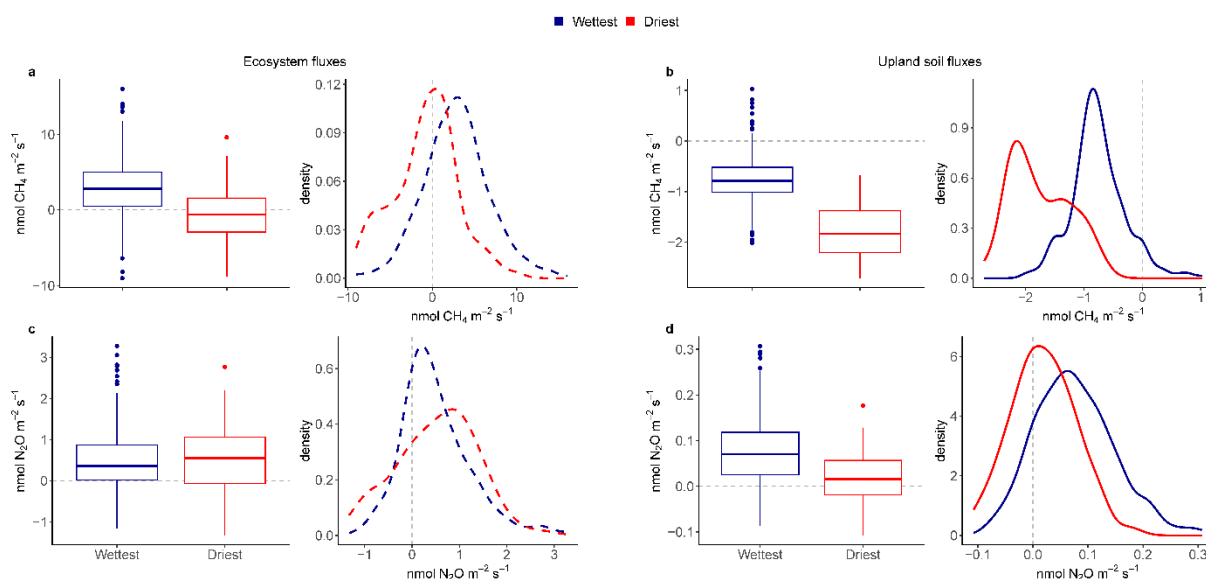 Wettest Driest
Ecosystem fluxes
Upland soil fluxes
a
nmol CH₄ m⁻² s⁻¹
10
0
−10
density
0.12
0.09
0.06
0.03
0.00
−10 0 10
nmol CH₄ m⁻² s⁻¹
b
nmol CH₄ m⁻² s⁻¹
1
0
−1
−2
density
0.9
0.6
0.3
0.0
−2 −1 0 1
nmol CH₄ m⁻² s⁻¹
c
nmol N₂O m⁻² s⁻¹
3
2
1
0
−1
Wettest Driest
density
0.6
0.4
0.2
0.0
−1 0 1 2 3
nmol N₂O m⁻² s⁻¹
d
nmol N₂O m⁻² s⁻¹
0.3
0.2
0.1
0.0
−0.1
Wettest Driest
density
6
4
2
0
−0.1 0.0 0.1 0.2 0.3
nmol N₂O m⁻² s⁻¹